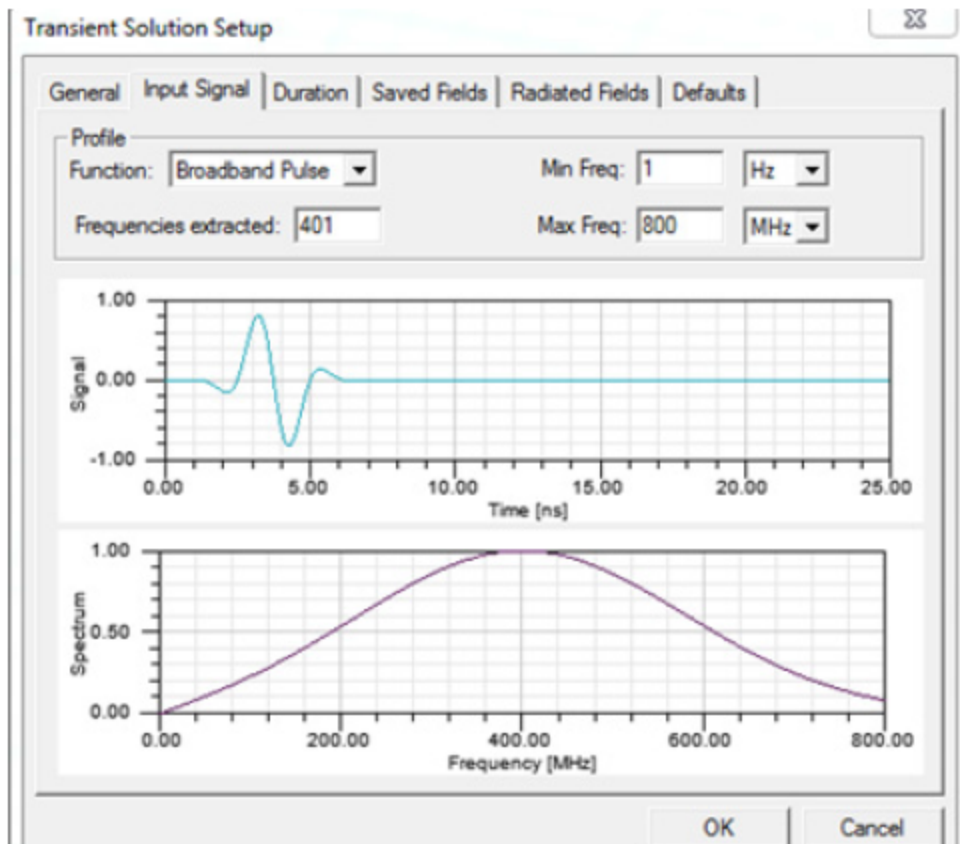 Transient Solution Setup
General Input Signal Duration Saved Fields Radiated Fields Defaults
Profile
Function: Broadband Pulse Min Freq: 1 Hz
Frequencies extracted: 401 Max Freq: 800 MHz
1.00
0.00
-1.00
Signal
0.00 5.00 10.00 15.00 20.00 25.00
Time [ns]
1.00
0.50
0.00
Spectrum
0.00 200.00 400.00 600.00 800.00
Frequency [MHz]
OK Cancel